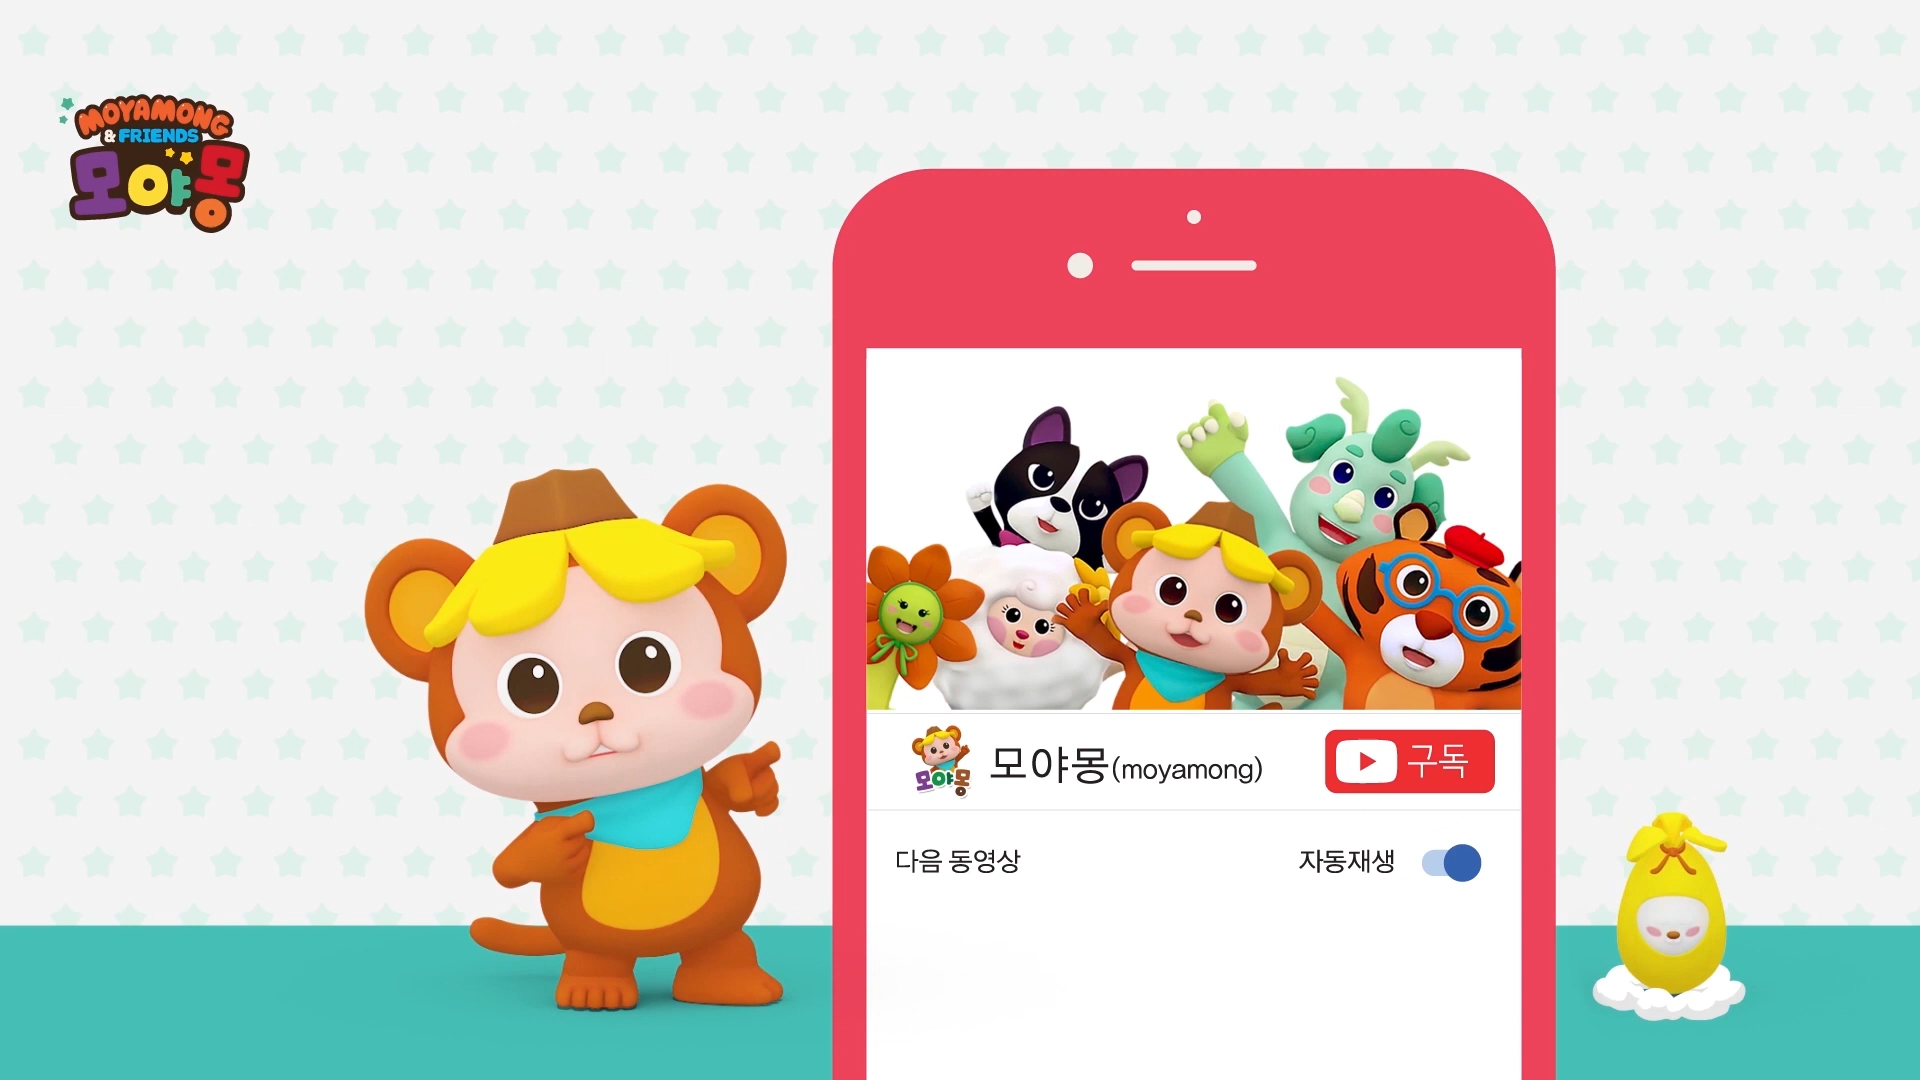 MOYAMONG
& FRIENDS
모야몽
모야몽
모야몽(moyamong)
구독
다음 동영상
자동재생